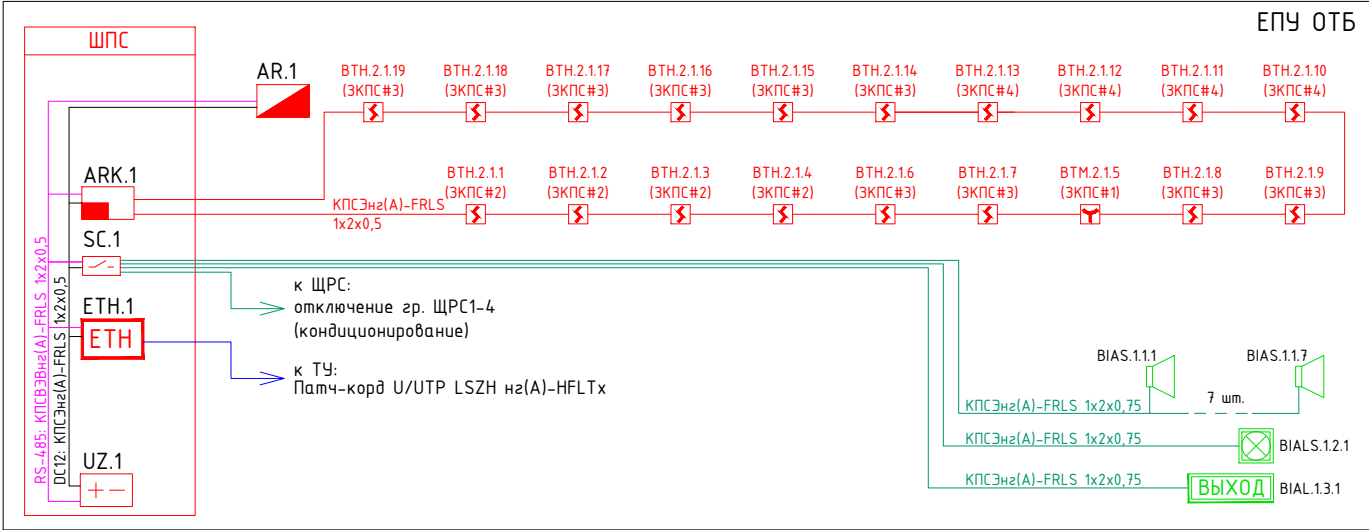 ЕПУ ОТБ
ШПС
AR.1
ВТН.2.1.19
(ЗКПС#3)
ВТН.2.1.18
(ЗКПС#3)
ВТН.2.1.17
(ЗКПС#3)
ВТН.2.1.16
(ЗКПС#3)
ВТН.2.1.15
(ЗКПС#3)
ВТН.2.1.14
(ЗКПС#3)
ВТН.2.1.13
(ЗКПС#4)
ВТН.2.1.12
(ЗКПС#4)
ВТН.2.1.11
(ЗКПС#4)
ВТН.2.1.10
(ЗКПС#4)
ARK.1
КПСЭнг(А)-FRLS
1x2x0,5
ВТН.2.1.1
(ЗКПС#2)
ВТН.2.1.2
(ЗКПС#2)
ВТН.2.1.3
(ЗКПС#2)
ВТН.2.1.4
(ЗКПС#2)
ВТН.2.1.6
(ЗКПС#3)
ВТН.2.1.7
(ЗКПС#3)
ВТМ.2.1.5
(ЗКПС#1)
ВТН.2.1.8
(ЗКПС#3)
ВТН.2.1.9
(ЗКПС#3)
SC.1
к ЩРС:
отключение гр. ЩРС1-4
(кондиционирование)
ETH.1
ETH
к ТУ:
Патч-корд U/UTP LSZH нг(А)-HFLTx
RS-485: КПСВЭВнг(А)-FRLS 1x2x0,5
DC12: КПСЭнг(А)-FRLS 1x2x0,5
UZ.1
+ -
BIAS.1.1.1
BIAS.1.1.7
КПСЭнг(А)-FRLS 1x2x0,75
7 шт.
КПСЭнг(А)-FRLS 1x2x0,75
BIALS.1.2.1
КПСЭнг(А)-FRLS 1x2x0,75
ВЫХОД
BIAL.1.3.1